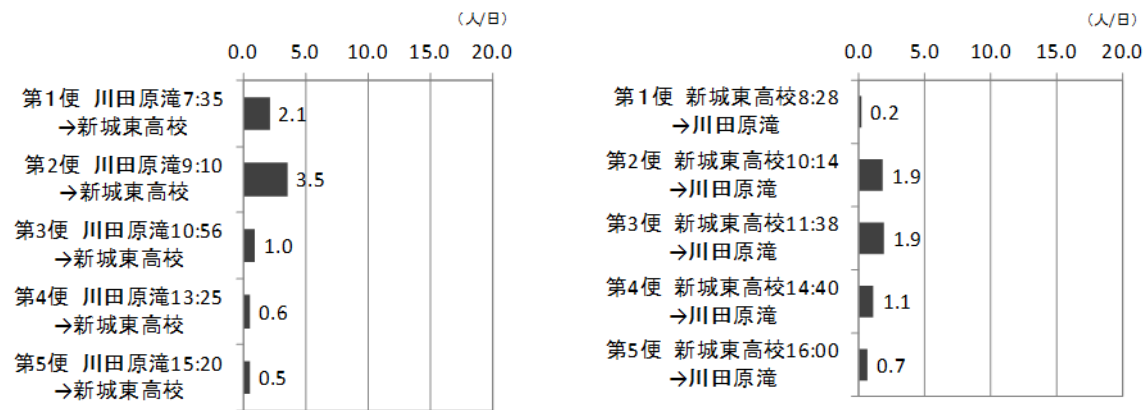 （人/日）
0.0 5.0 10.0 15.0 20.0
第1便 川田原滝7:35
→新城東高校
2.1
第2便 川田原滝9:10
→新城東高校
3.5
第3便 川田原滝10:56
→新城東高校
1.0
第4便 川田原滝13:25
→新城東高校
0.6
第5便 川田原滝15:20
→新城東高校
0.5
（人/日）
0.0 5.0 10.0 15.0 20.0
第1便 新城東高校8:28
→川田原滝
0.2
第2便 新城東高校10:14
→川田原滝
1.9
第3便 新城東高校11:38
→川田原滝
1.9
第4便 新城東高校14:40
→川田原滝
1.1
第5便 新城東高校16:00
→川田原滝
0.7